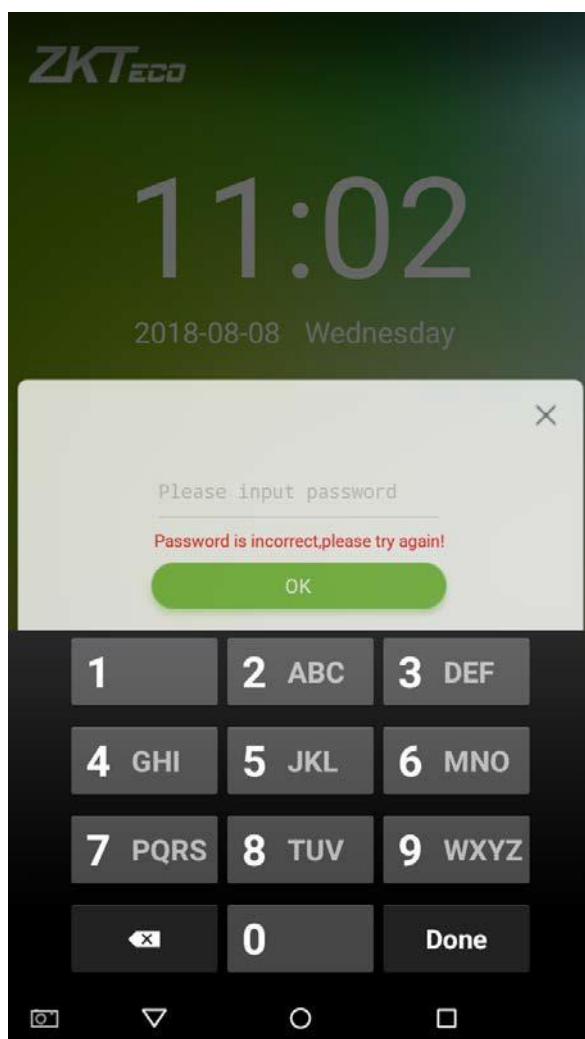 ZKTeco
11:02
2018-08-08 Wednesday
Please input password
Password is incorrect,please try again!
OK
1
2 ABC
3 DEF
4 GHI
5 JKL
6 MNO
7 PQRS
8 TUV
9 WXYZ
0
Done